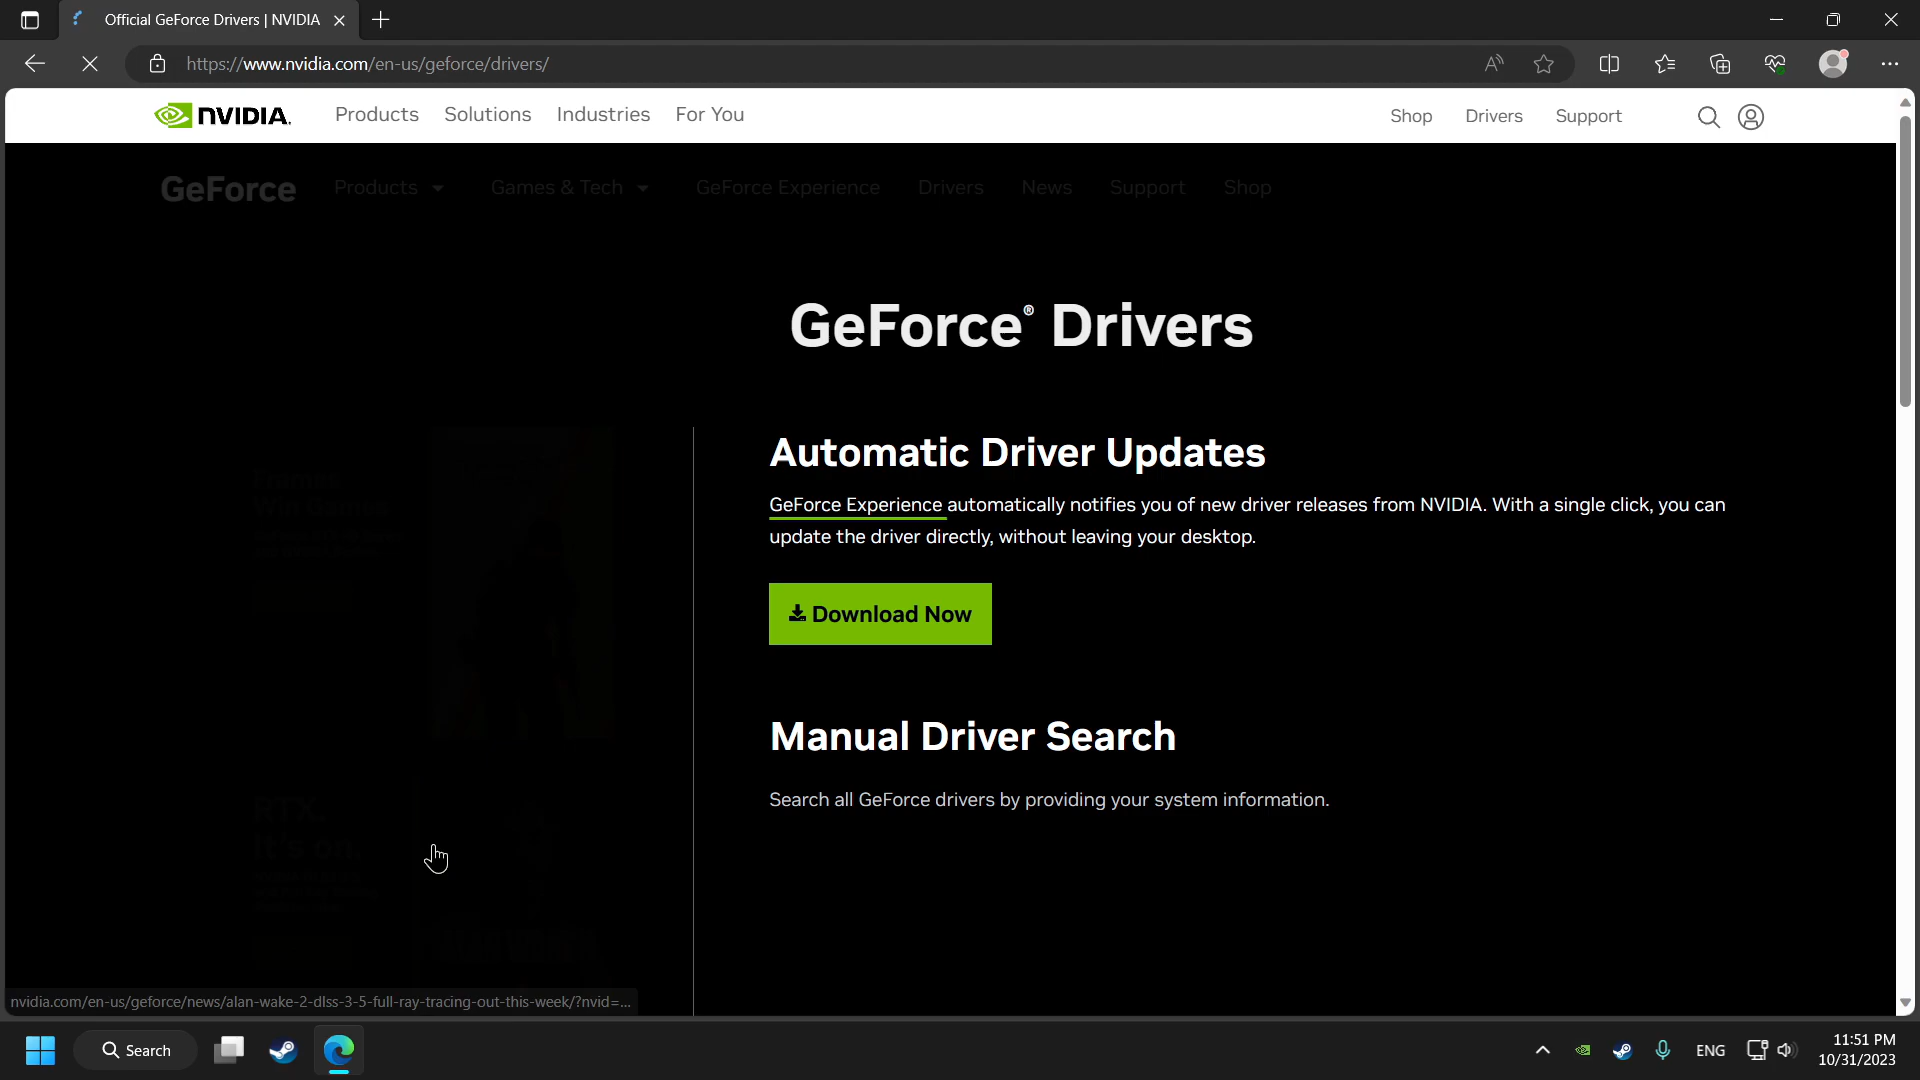 Official GeForce Drivers | NVIDIA
https://www.nvidia.com/en-us/geforce/drivers/
NVIDIA. Products Solutions Industries For You Shop Drivers Support
GeForce Products Games & Tech GeForce Experience Drivers News Support Shop
GeForce® Drivers
Automatic Driver Updates
GeForce Experience automatically notifies you of new driver releases from NVIDIA. With a single click, you can
update the driver directly, without leaving your desktop.
Download Now
Manual Driver Search
Search all GeForce drivers by providing your system information.
Frames
Win Games
RTX.
It's on.
nvidia.com/en-us/geforce/news/alan-wake-2-dlss-3-5-full-ray-tracing-out-this-week/?nvid=...
Search
ENG
11:51 PM
10/31/2023